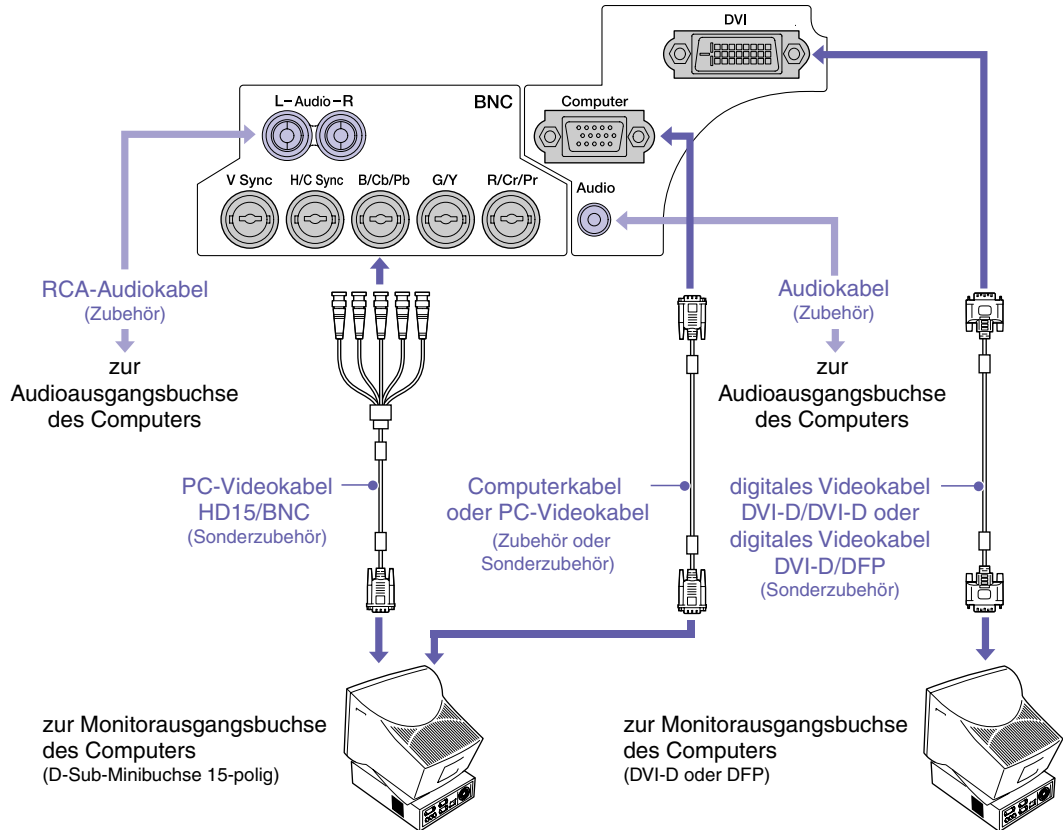 DVI
L–Audio–R
BNC
Computer
V Sync
H/C Sync
B/Cb/Pb
G/Y
R/Cr/Pr
Audio
RCA-Audiokabel
(Zubehör)
zur
Audioausgangsbuchse
des Computers
Audiokabel
(Zubehör)
zur
Audioausgangsbuchse
des Computers
PC-Videokabel
HD15/BNC
(Sonderzubehör)
Computerkabel
oder PC-Videokabel
(Zubehör oder
Sonderzubehör)
digitales Videokabel
DVI-D/DVI-D oder
digitales Videokabel
DVI-D/DFP
(Sonderzubehör)
zur Monitorausgangsbuchse
des Computers
(D-Sub-Minibuchse 15-polig)
zur Monitorausgangsbuchse
des Computers
(DVI-D oder DFP)